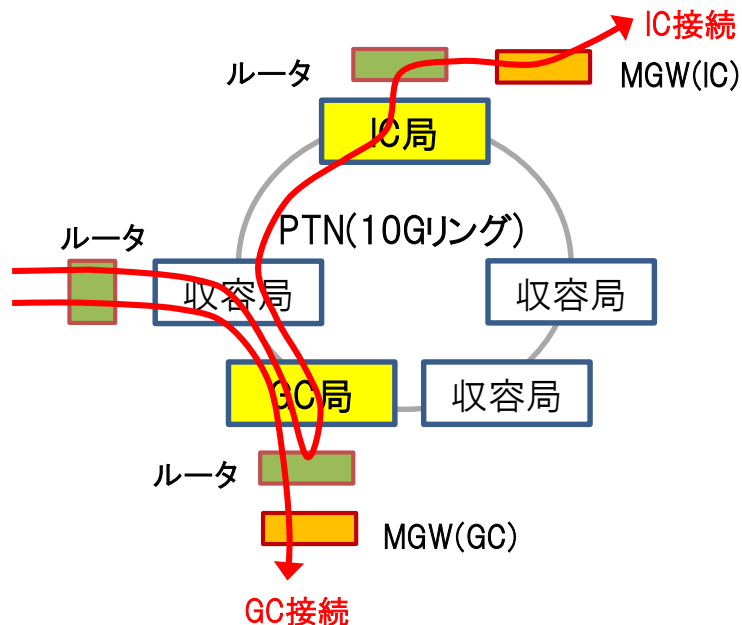 IC接続
ルータ
MGW(IC)
IC局
PTN(10Gリング)
ルータ
収容局
収容局
GC局
収容局
ルータ
MGW(GC)
GC接続